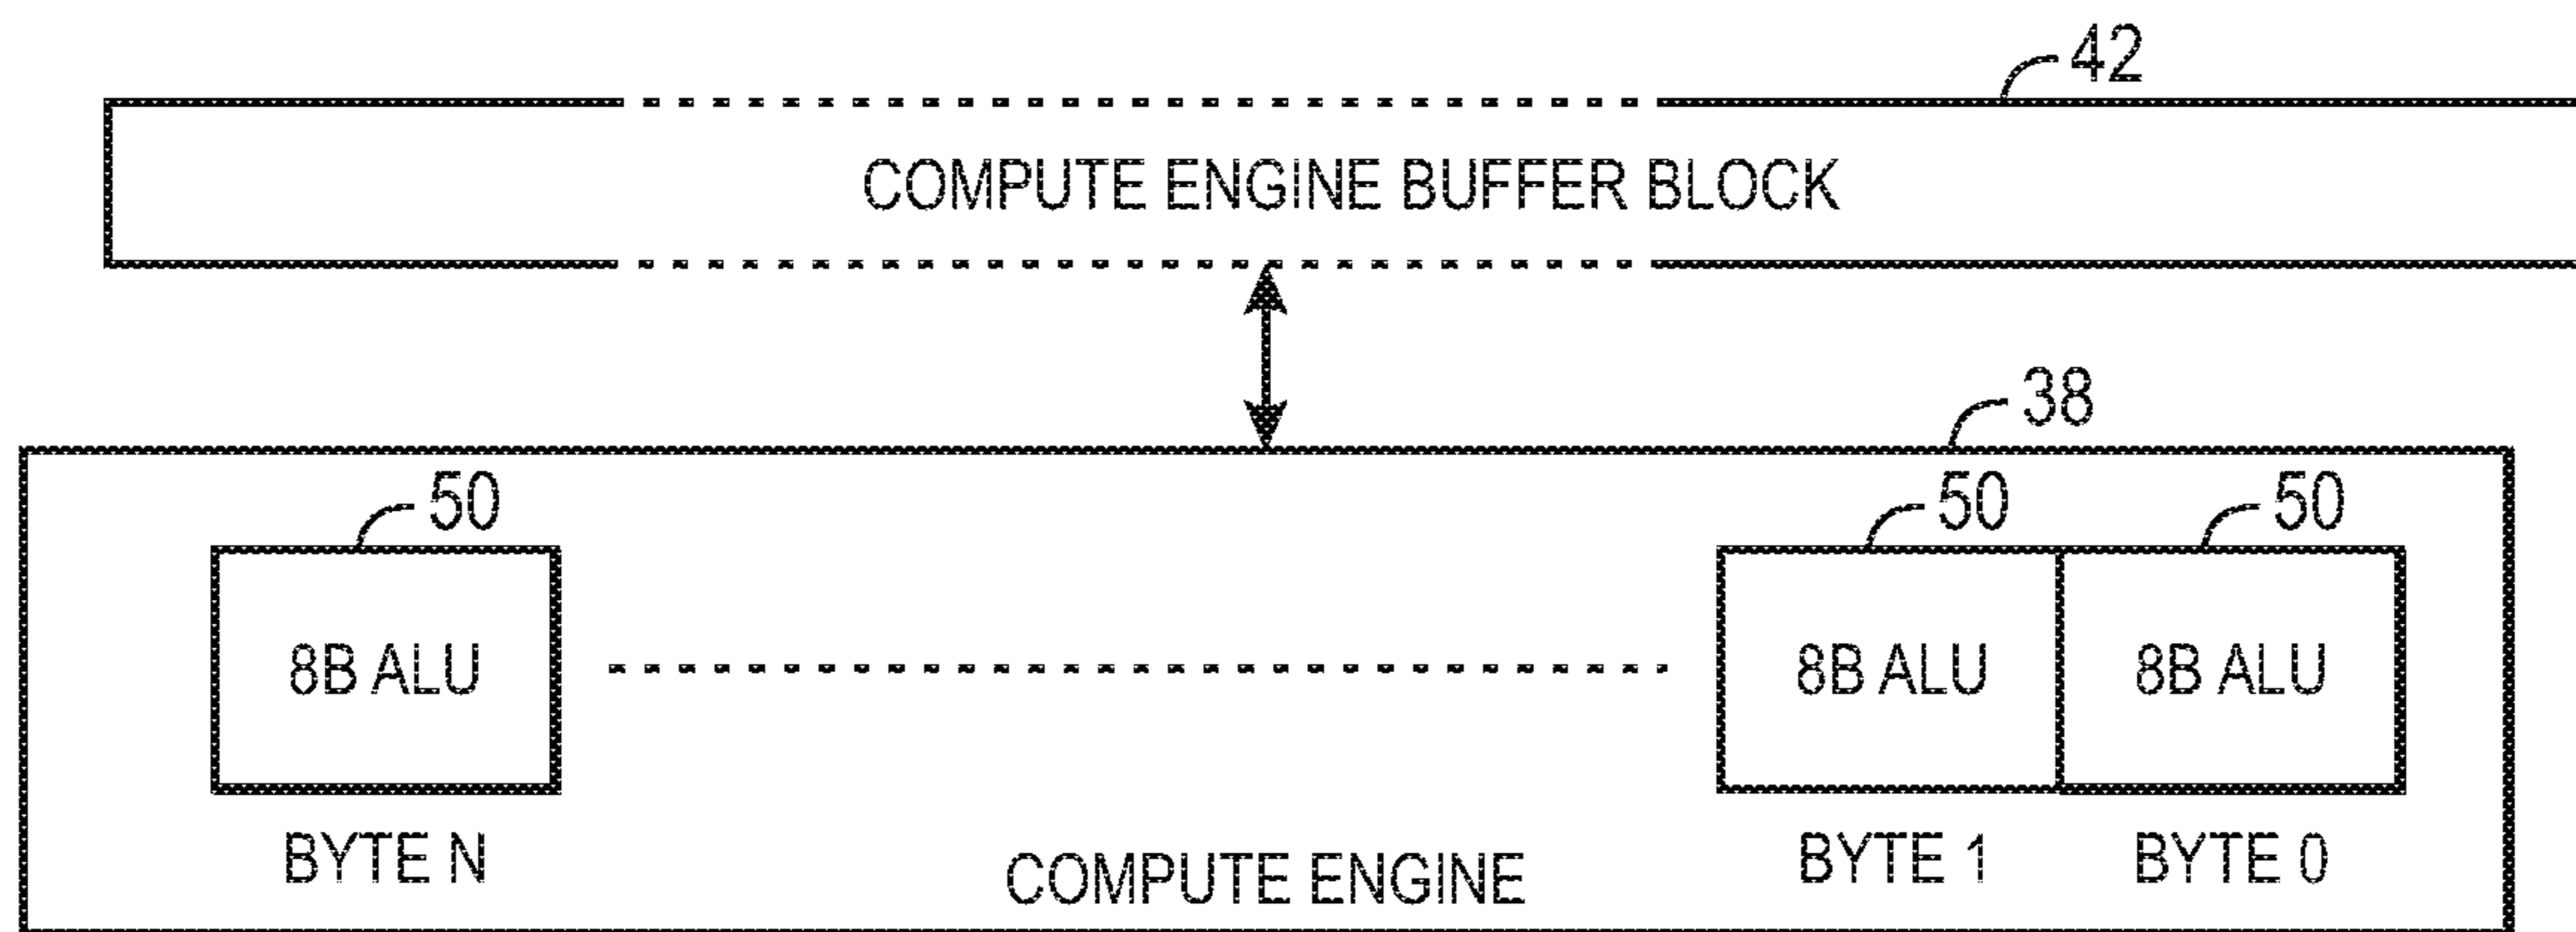 42
COMPUTE ENGINE BUFFER BLOCK
38
50 50 50
8B ALU 8B ALU 8B ALU
BYTE N BYTE 1 BYTE 0
COMPUTE ENGINE